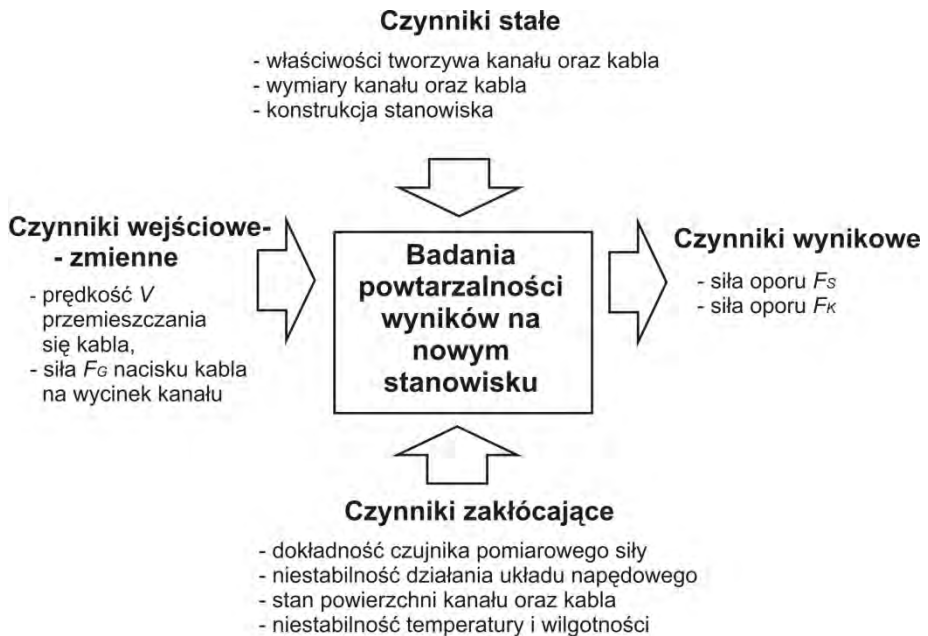 Czynniki stałe
- właściwości tworzywa kanału oraz kabla
- wymiary kanału oraz kabla
- konstrukcja stanowiska
Czynniki wejściowe-
- zmienne
- prędkość V
przemieszczania
się kabla,
- siła FG nacisku kabla
na wycinek kanału
Badania
powtarzalności
wyników na
nowym
stanowisku
Czynniki wynikowe
- siła oporu FS
- siła oporu FK
Czynniki zakłócające
- dokładność czujnika pomiarowego siły
- niestabilność działania układu napędowego
- stan powierzchni kanału oraz kabla
- niestabilność temperatury i wilgotności